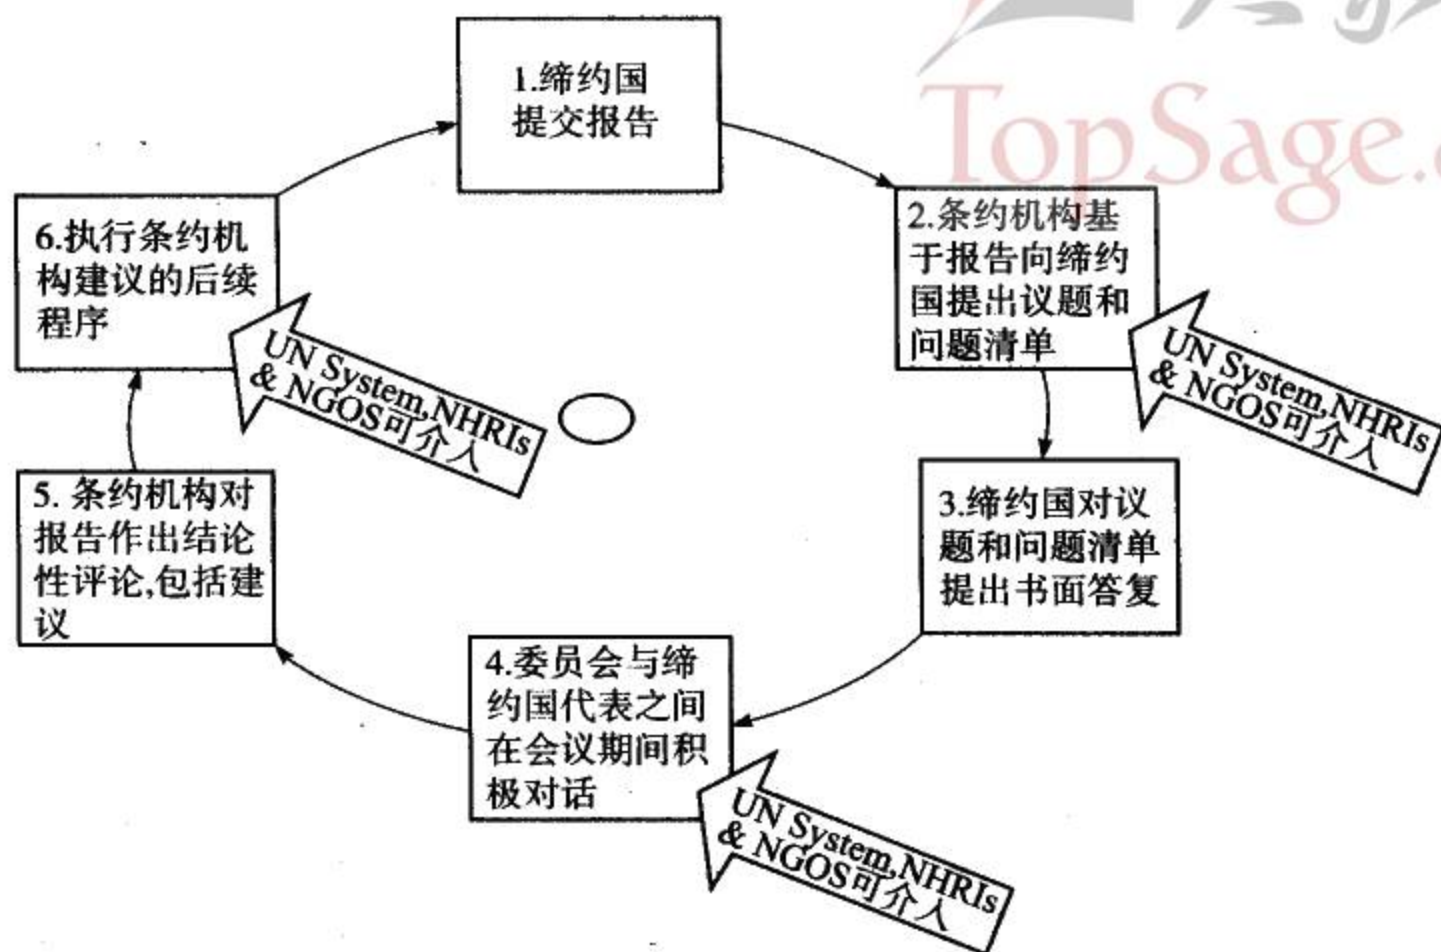 1.缔约国
提交报告
2.条约机构基
于报告向缔约
国提出议题和
问题清单
UN System,NHRIs
& NGOS可介入
3.缔约国对议
题和问题清单
提出书面答复
4.委员会与缔
约国代表之间
在会议期间积
极对话
UN System,NHRIs
& NGOS可介入
5. 条约机构对
报告作出结论
性评论,包括建
议
6.执行条约机
构建议的后续
程序
UN System,NHRIs
& NGOS可介入
TopSage.